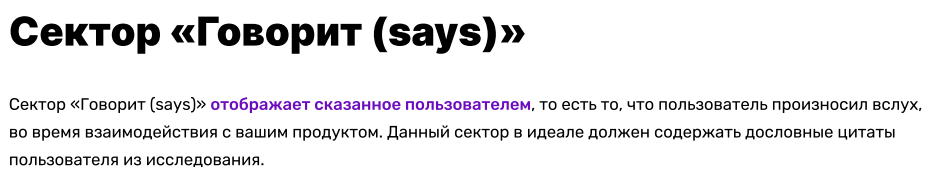 Сектор «Говорит (says)»
Сектор «Говорит (says)» отображает сказанное пользователем, то есть то, что пользователь произносил вслух,
во время взаимодействия с вашим продуктом. Данный сектор в идеале должен содержать дословные цитаты
пользователя из исследования.